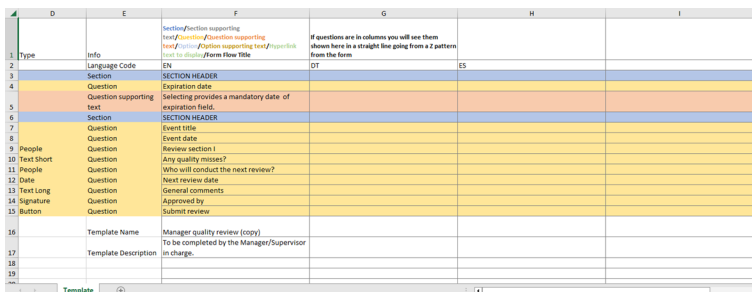 D E F G H I
Section/Section supporting
text/Question/Question supporting
text/Option/Option supporting text/Hyperlink
text to display/Form Flow Title
If questions are in columns you will see them
shown here in a straight line going from a Z pattern
from the form
1 Type Info
2 Language Code EN DT ES
3 Section SECTION HEADER
4 Question Expiration date
5 Question supporting text Selecting provides a mandatory date of expiration field.
6 Section SECTION HEADER
7 Question Event title
8 Question Event date
9 People Question Review section I
10 Text Short Question Any quality misses?
11 People Question Who will conduct the next review?
12 Date Question Next review date
13 Text Long Question General comments
14 Signature Question Approved by
15 Button Question Submit review
16 Template Name Manager quality review (copy)
17 Template Description To be completed by the Manager/Supervisor in charge.
18
19
Template